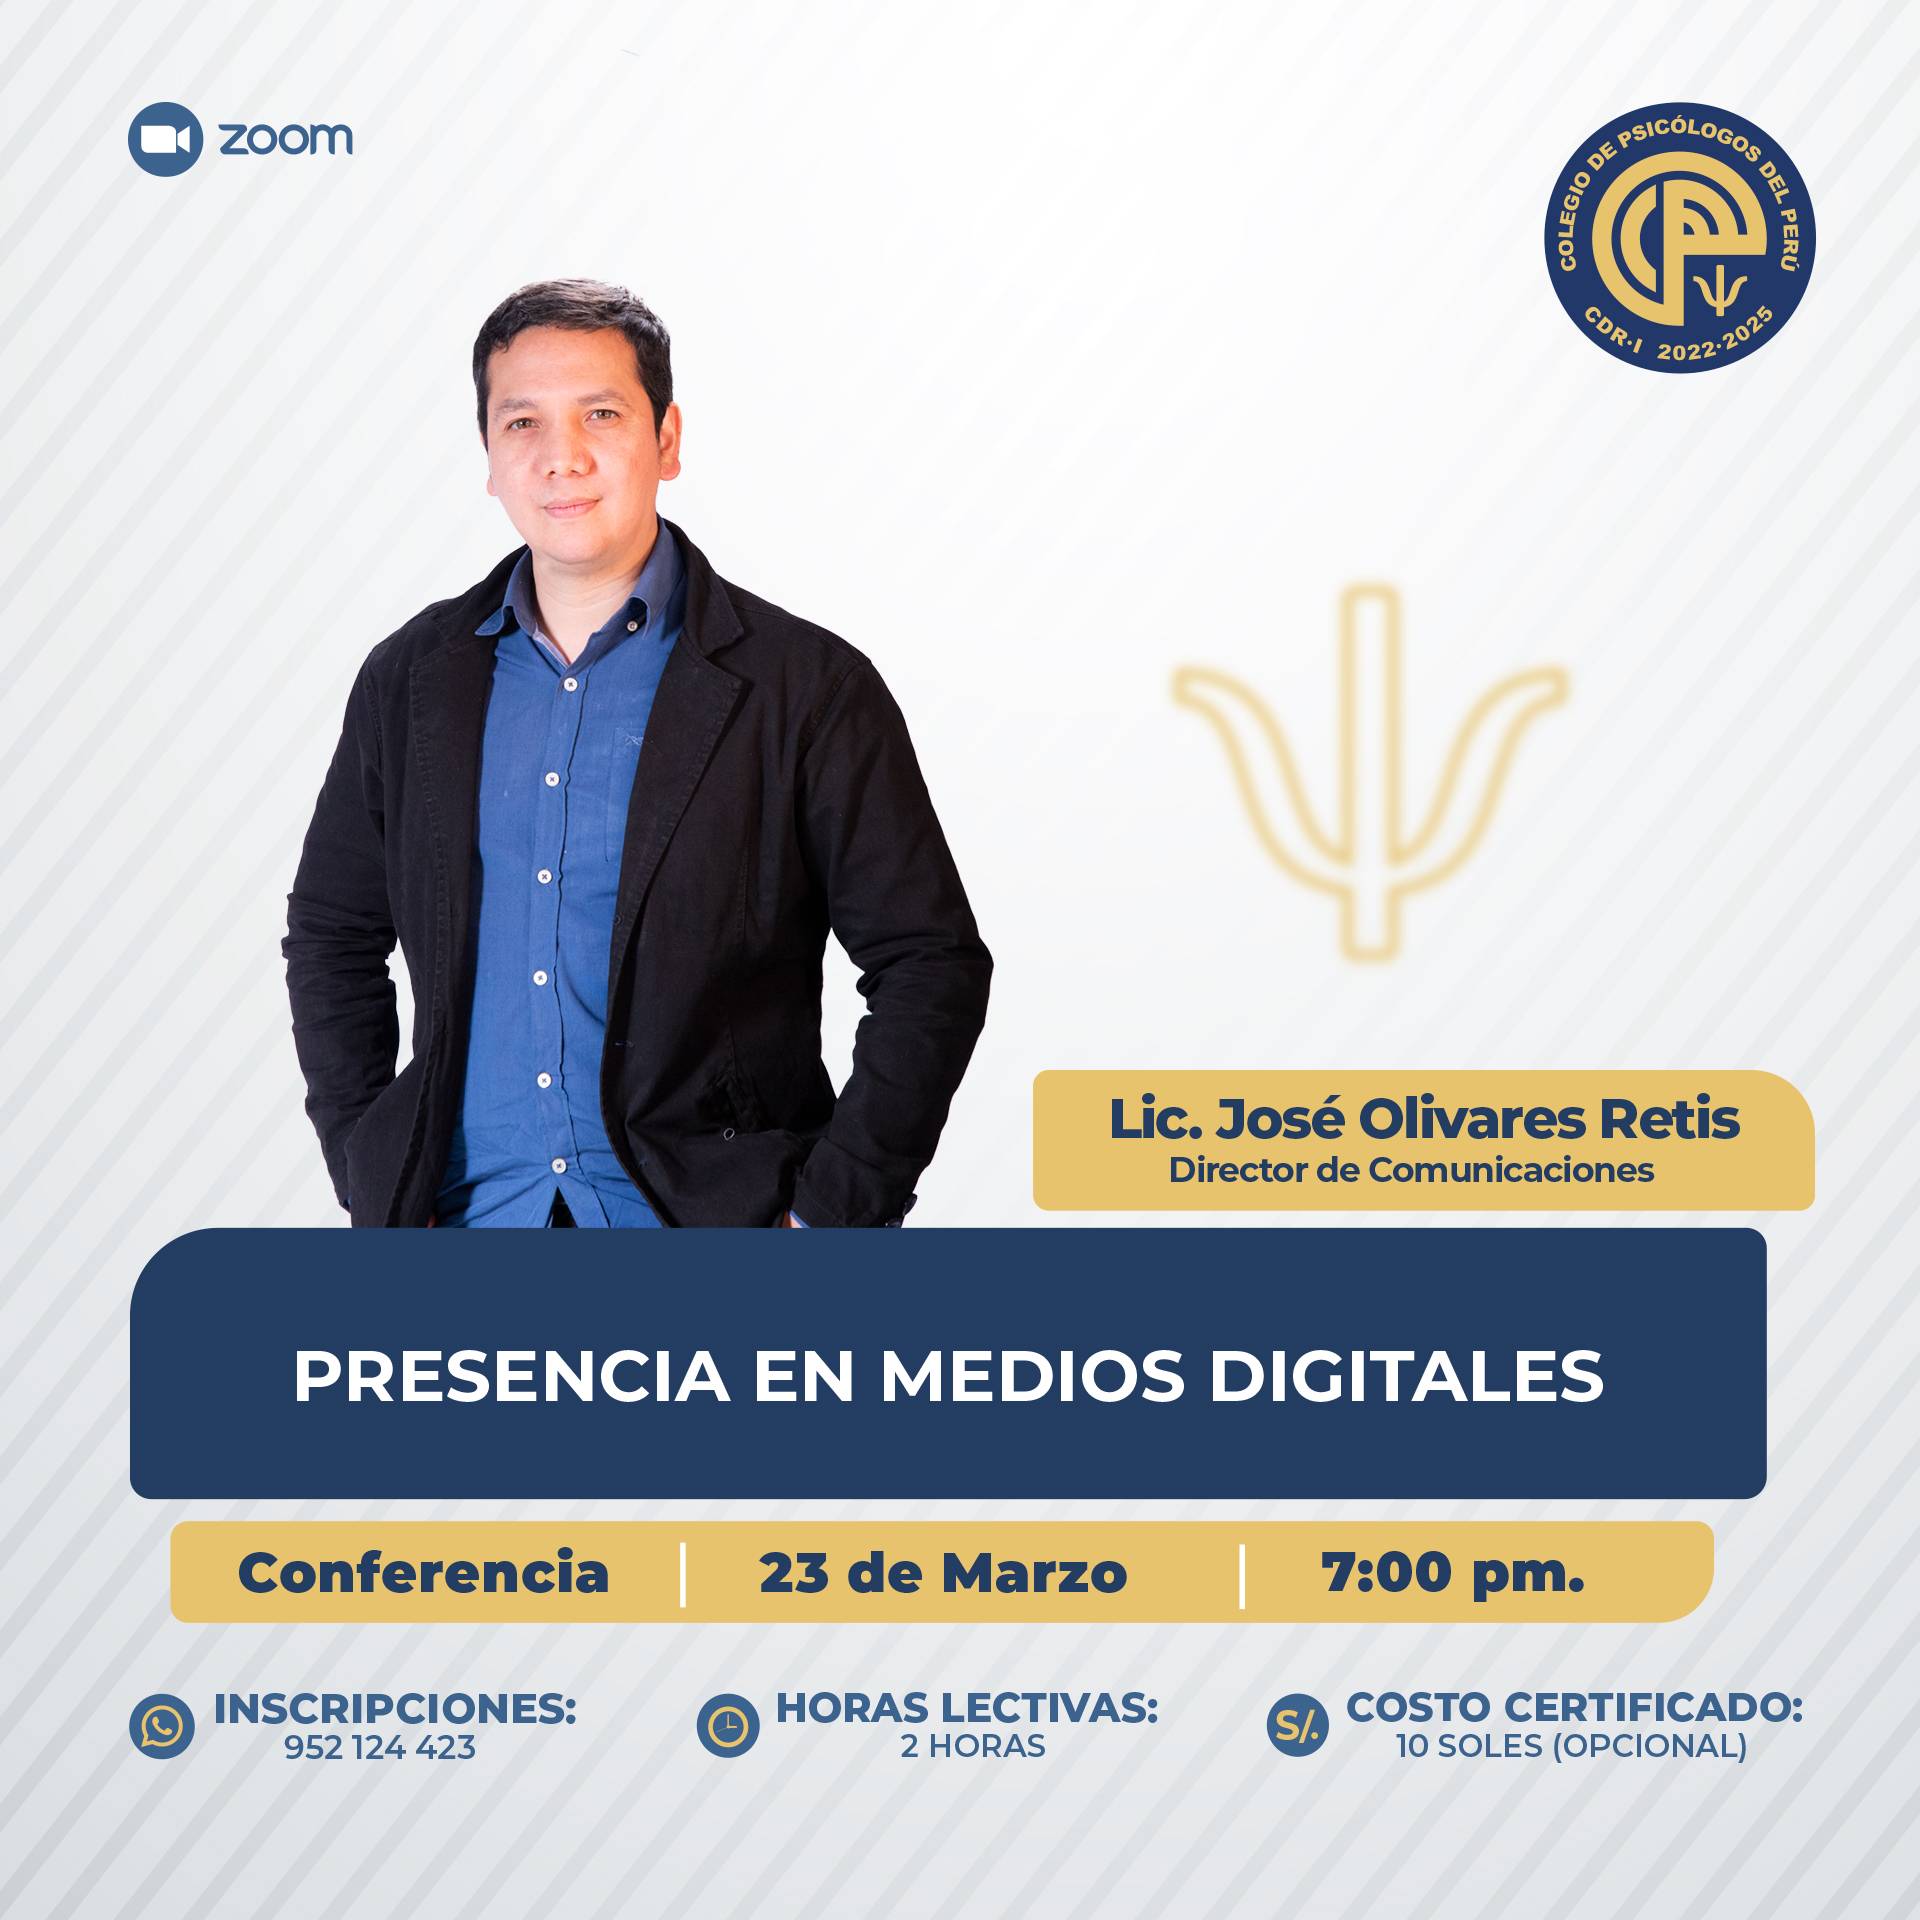 zoom
COLEGIO DE PSICÓLOGOS DEL PERÚ
CDR·I 2022·2025
Lic. José Olivares Retis
Director de Comunicaciones
PRESENCIA EN MEDIOS DIGITALES
Conferencia
23 de Marzo
7:00 pm.
INSCRIPCIONES:
952 124 423
HORAS LECTIVAS:
2 HORAS
S/.
COSTO CERTIFICADO:
10 SOLES (OPCIONAL)